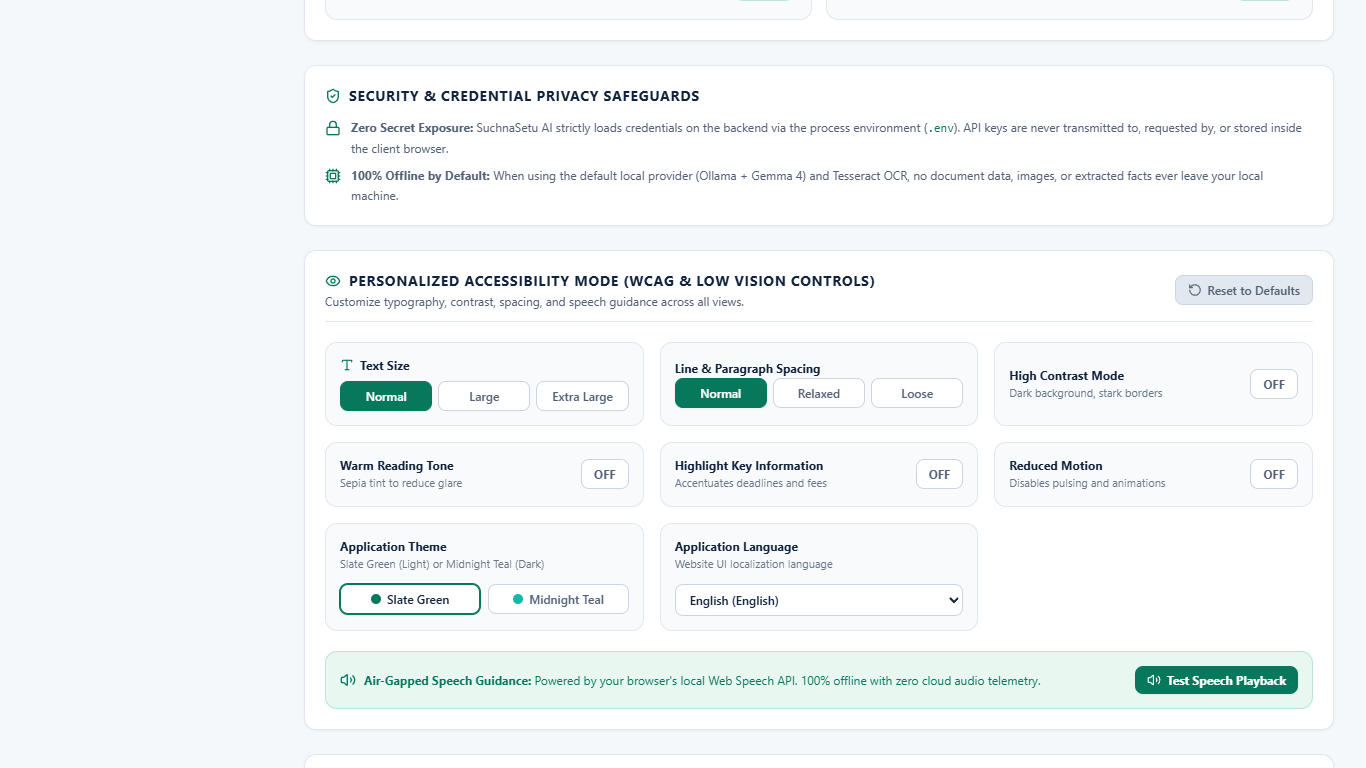 SECURITY & CREDENTIAL PRIVACY SAFEGUARDS
Zero Secret Exposure: SuchnaSetu AI strictly loads credentials on the backend via the process environment (.env). API keys are never transmitted to, requested by, or stored inside
the client browser.
100% Offline by Default: When using the default local provider (Ollama + Gemma 4) and Tesseract OCR, no document data, images, or extracted facts ever leave your local
machine.
PERSONALIZED ACCESSIBILITY MODE (WCAG & LOW VISION CONTROLS)
Customize typography, contrast, spacing, and speech guidance across all views.
Reset to Defaults
Text Size
Normal Large Extra Large
Line & Paragraph Spacing
Normal Relaxed Loose
High Contrast Mode
Dark background, stark borders
OFF
Warm Reading Tone
Sepia tint to reduce glare
OFF
Highlight Key Information
Accentuates deadlines and fees
OFF
Reduced Motion
Disables pulsing and animations
OFF
Application Theme
Slate Green (Light) or Midnight Teal (Dark)
Slate Green Midnight Teal
Application Language
Website UI localization language
English (English)
Air-Gapped Speech Guidance: Powered by your browser's local Web Speech API. 100% offline with zero cloud audio telemetry.
Test Speech Playback